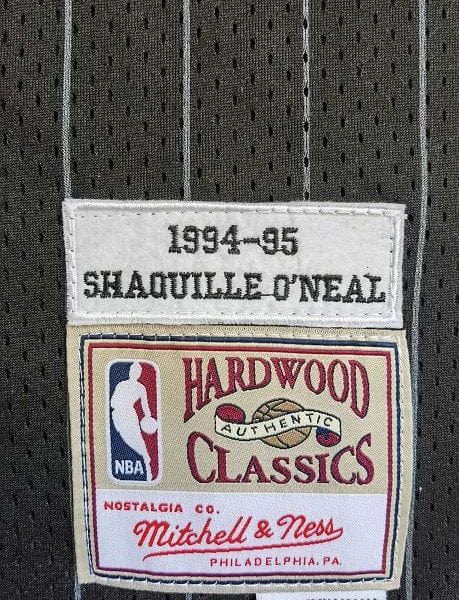 1994-95
SHAQUILLE O'NEAL
HARDWOOD
AUTHENTIC
CLASSICS
NBA
NOSTALGIA CO.
Mitchell & Ness
PHILADELPHIA, PA.